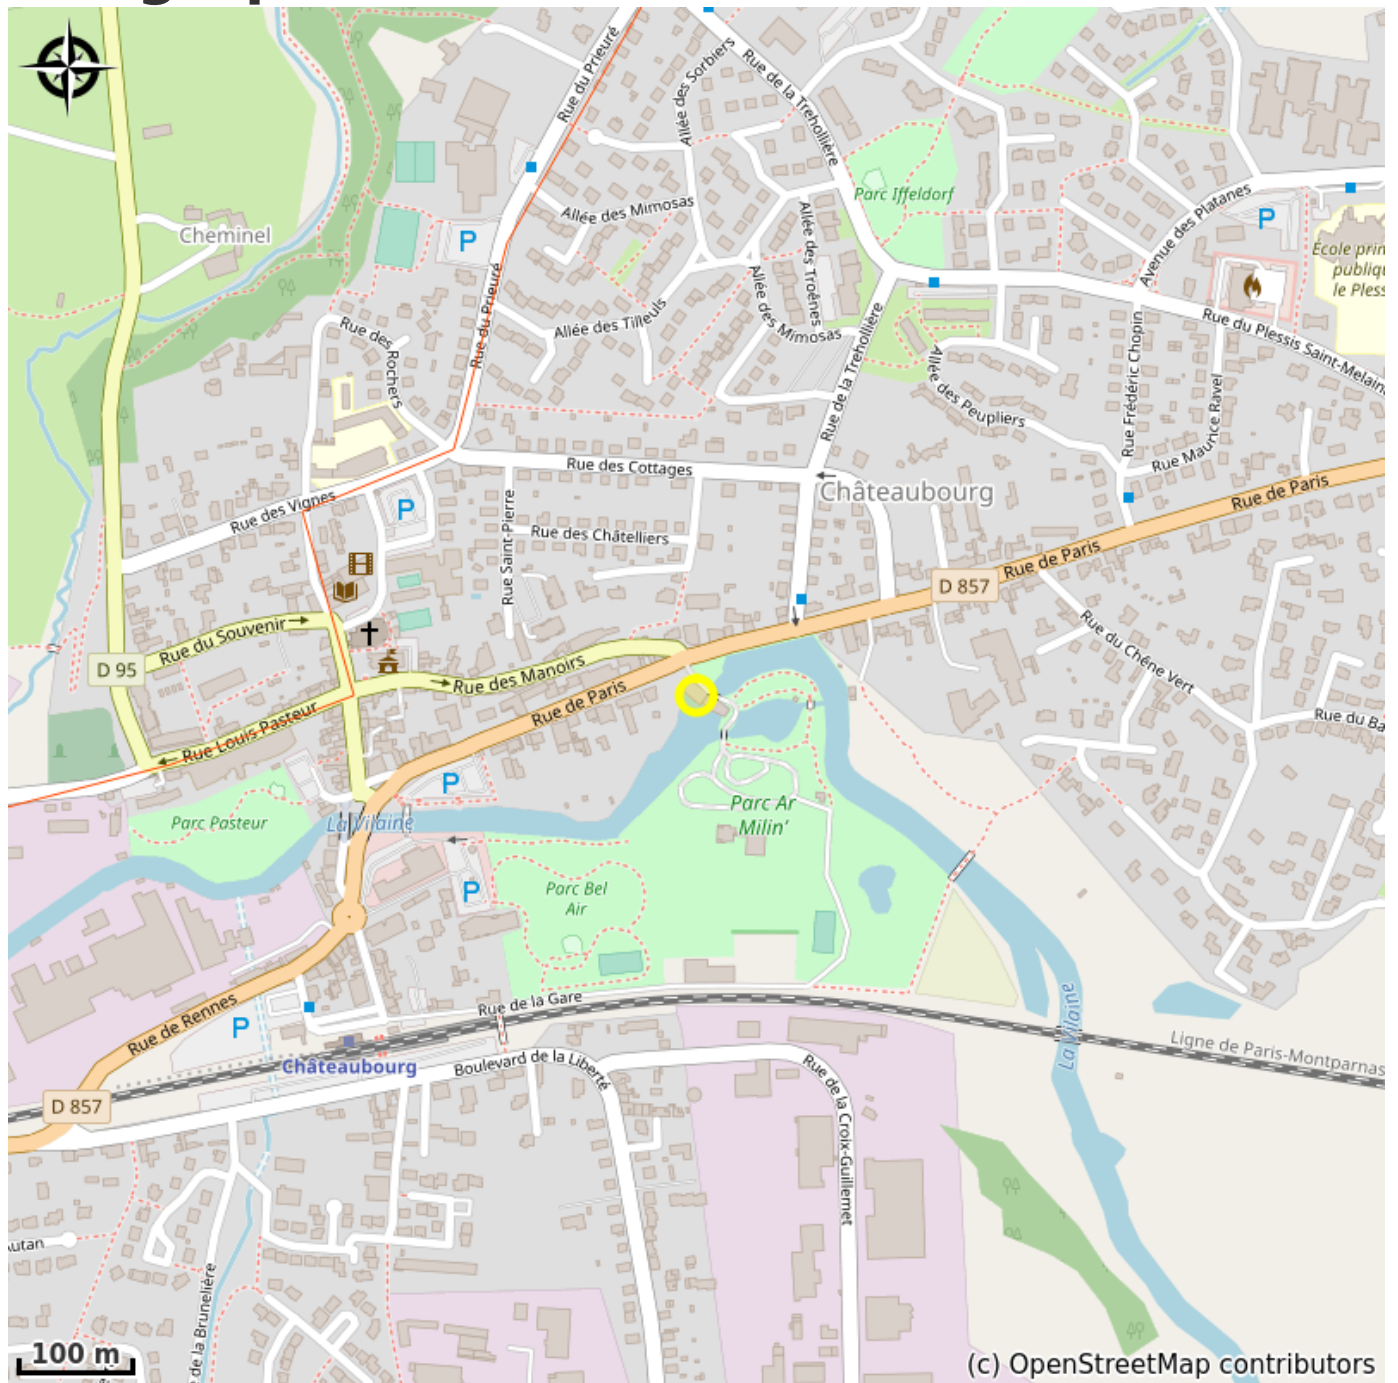 Rue du Prieuré
Allée des Sorbiers
Rue de la Trehollière
Parc Iffeldorf
Allée des Mimosas
Allée des Troènes
Avenue des Platanes
P
P
Cheminel
École prin
publiqu
le Pless
Rue du Prieuré
Allée des Tilleuls
Allée des Mimosas
Rue de la Trehollière
Rue du Plessis Saint-Melaine
Rue des Rochers
Allée des Peupliers
Rue Frédéric Chopin
Rue Maurice Ravel
Rue des Cottages
Châteaubourg
Rue de Paris
Rue des Vignes
P
Rue Saint-Pierre
Rue des Châtelliers
Rue de Paris
D 857
Rue du Souvenir
D 95
Rue des Manoirs
Rue du Chêne Vert
Rue de Paris
Rue Louis Pasteur
Rue du Ba
P
Parc Ar
Milin'
Parc Pasteur
La Vilaine
P
Parc Bel
Air
Rue de Rennes
P
Rue de la Gare
La Vilaine
Ligne de Paris-Montparnas
Châteaubourg
Boulevard de la Liberté
Rue de la Croix-Guillemet
D 857
utan
e de la Brunelière
100 m
(c) OpenStreetMap contributors